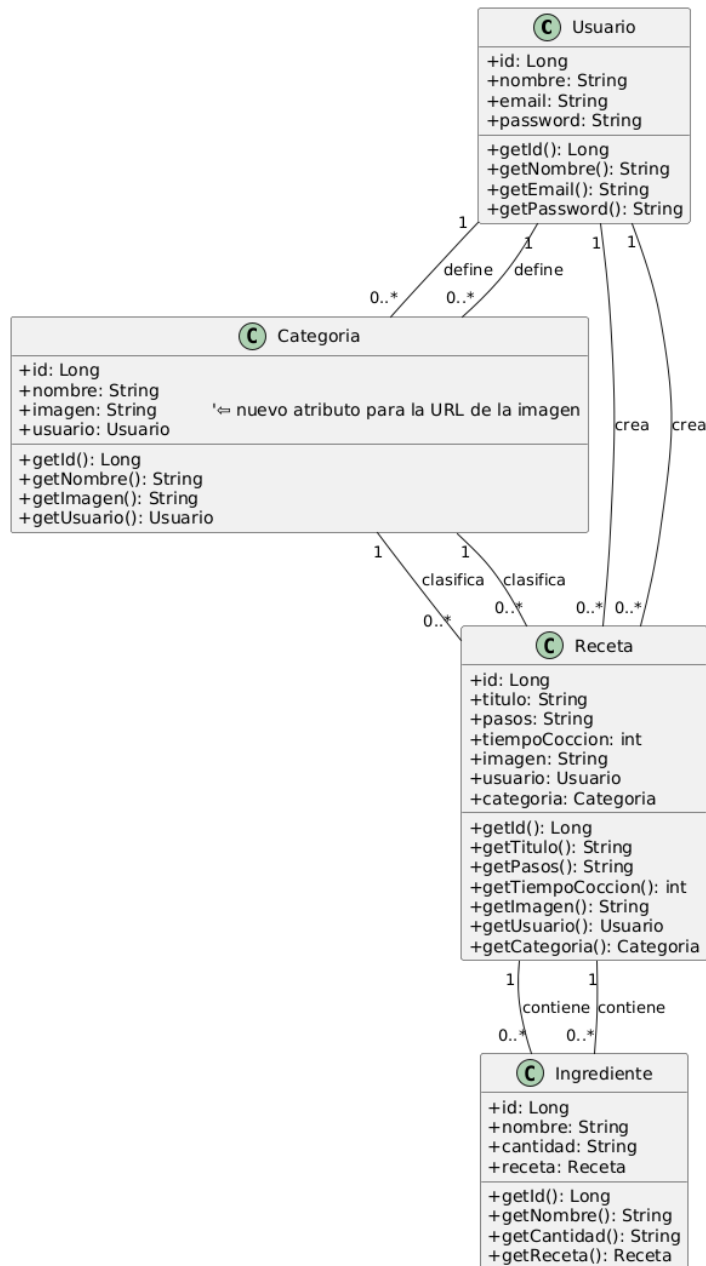 C Usuario
+id: Long
+nombre: String
+email: String
+password: String
+getId(): Long
+getNombre(): String
+getEmail(): String
+getPassword(): String
1 1 1 1
define define
0..* 0..*
C Categoria
+id: Long
+nombre: String
+imagen: String '⇦ nuevo atributo para la URL de la imagen
+usuario: Usuario
+getId(): Long
+getNombre(): String
+getImagen(): String
+getUsuario(): Usuario
crea crea
1 1
clasifica clasifica
0..* 0..* 0..* 0..*
C Receta
+id: Long
+titulo: String
+pasos: String
+tiempoCoccion: int
+imagen: String
+usuario: Usuario
+categoria: Categoria
+getId(): Long
+getTitulo(): String
+getPasos(): String
+getTiempoCoccion(): int
+getImagen(): String
+getUsuario(): Usuario
+getCategoria(): Categoria
1 1
contiene contiene
0..* 0..*
C Ingrediente
+id: Long
+nombre: String
+cantidad: String
+receta: Receta
+getId(): Long
+getNombre(): String
+getCantidad(): String
+getReceta(): Receta